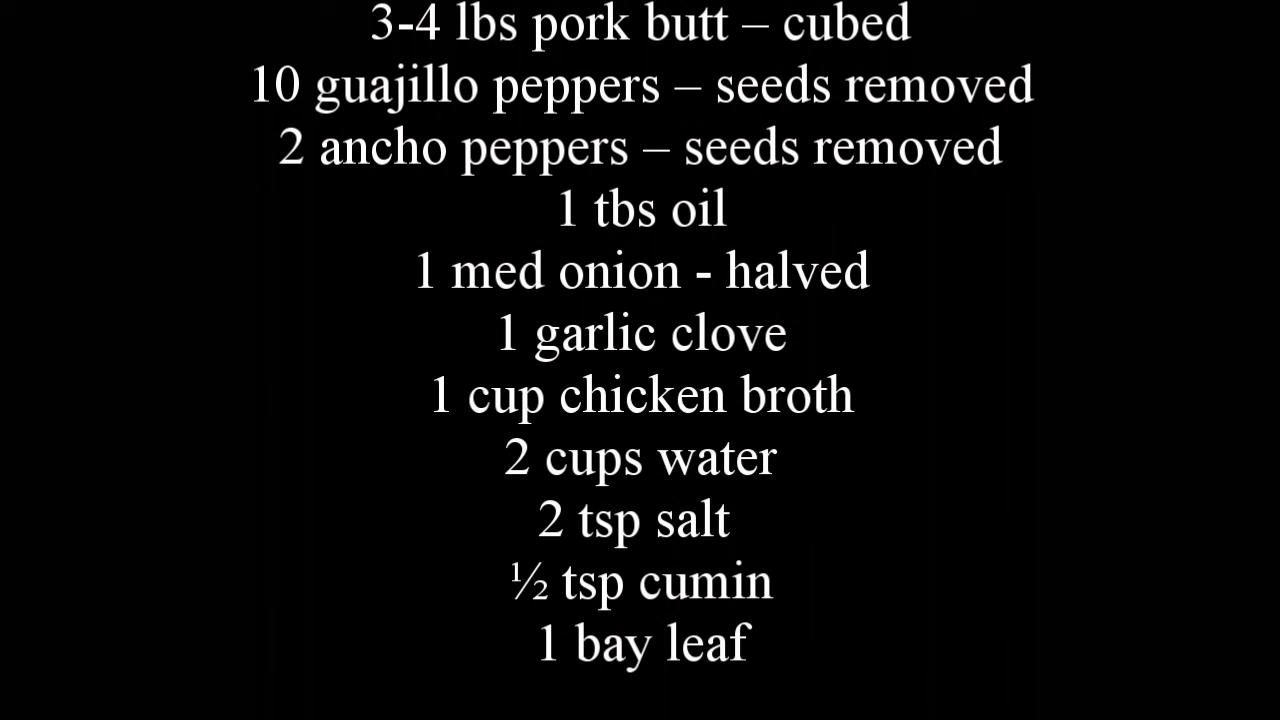 3-4 lbs pork butt – cubed
10 guajillo peppers – seeds removed
2 ancho peppers – seeds removed
1 tbs oil
1 med onion - halved
1 garlic clove
1 cup chicken broth
2 cups water
2 tsp salt
½ tsp cumin
1 bay leaf